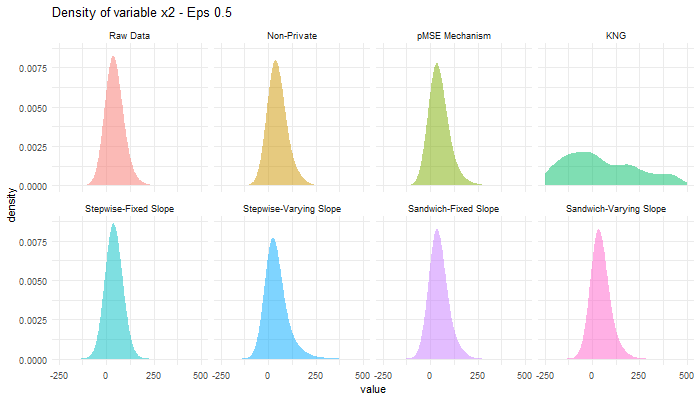 Density of variable x2 - Eps 0.5
Raw Data Non-Private pMSE Mechanism KNG
0.0075
0.0050
0.0025
0.0000
density
Stepwise-Fixed Slope Stepwise-Varying Slope Sandwich-Fixed Slope Sandwich-Varying Slope
0.0075
0.0050
0.0025
0.0000
-250 0 250 500 -250 0 250 500 -250 0 250 500 -250 0 250 500
value